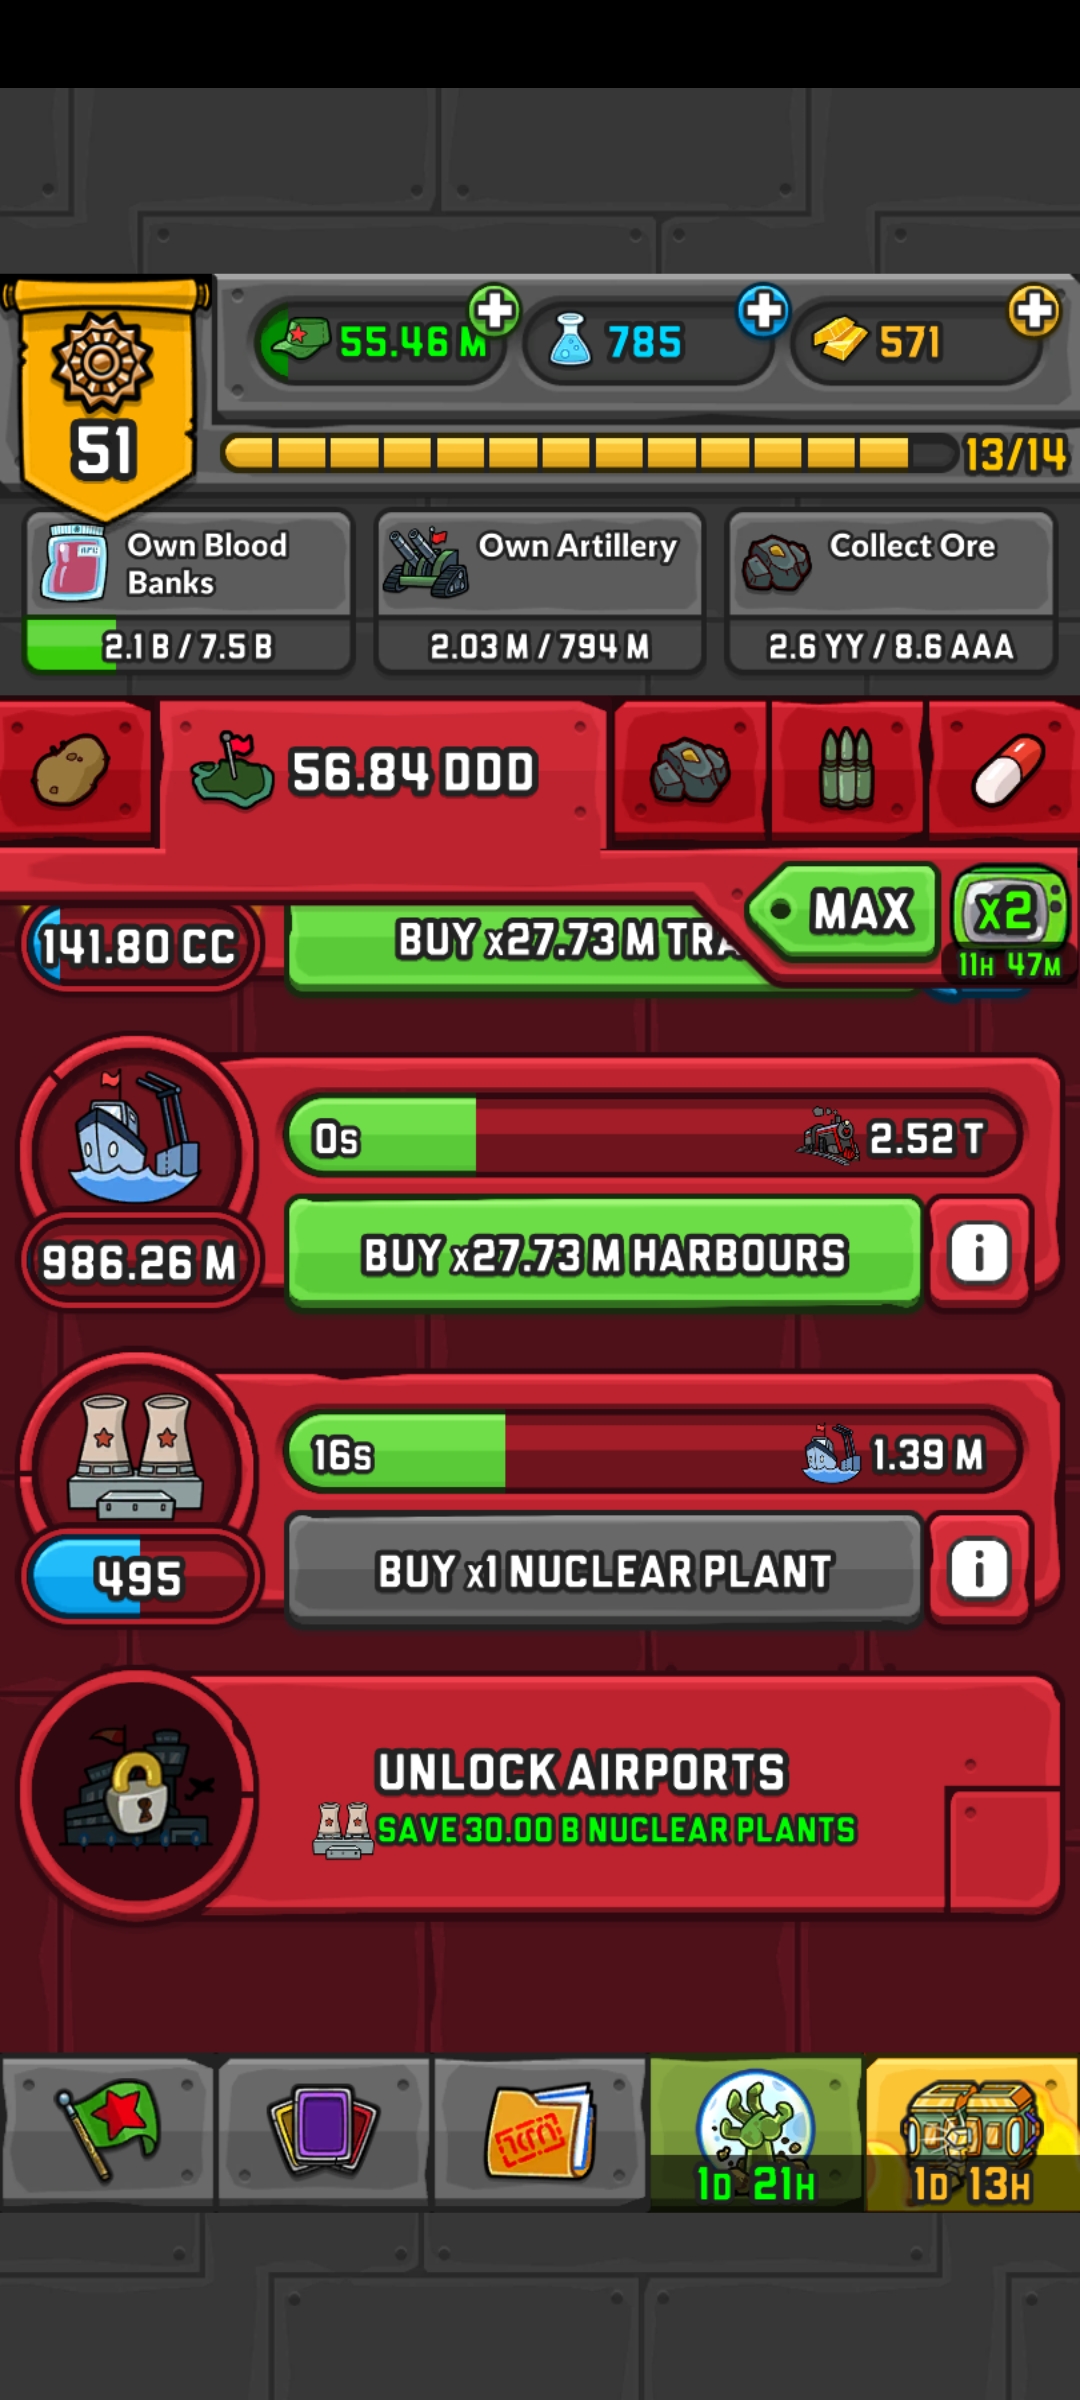 55.46 M
785
571
51
13/14
Own Blood
Banks
Own Artillery
Collect Ore
2.1 B / 7.5 B
2.03 M / 794 M
2.6 YY / 8.6 AAA
56.84 DDD
MAX
x2
11H 47M
141.80 CC
BUY x27.73 M TRA
0s
2.52 T
986.26 M
BUY x27.73 M HARBOURS
i
16s
1.39 M
495
BUY x1 NUCLEAR PLANT
i
UNLOCK AIRPORTS
SAVE 30.00 B NUCLEAR PLANTS
1D 21H
1D 13H